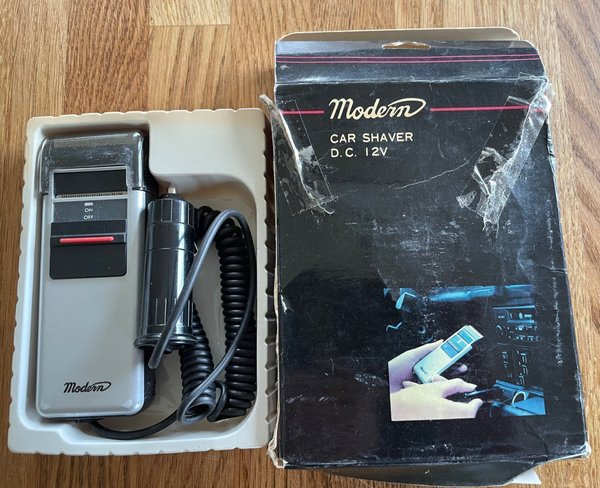 ON
OFF
Modern
Modern
CAR SHAVER
D.C. 12V